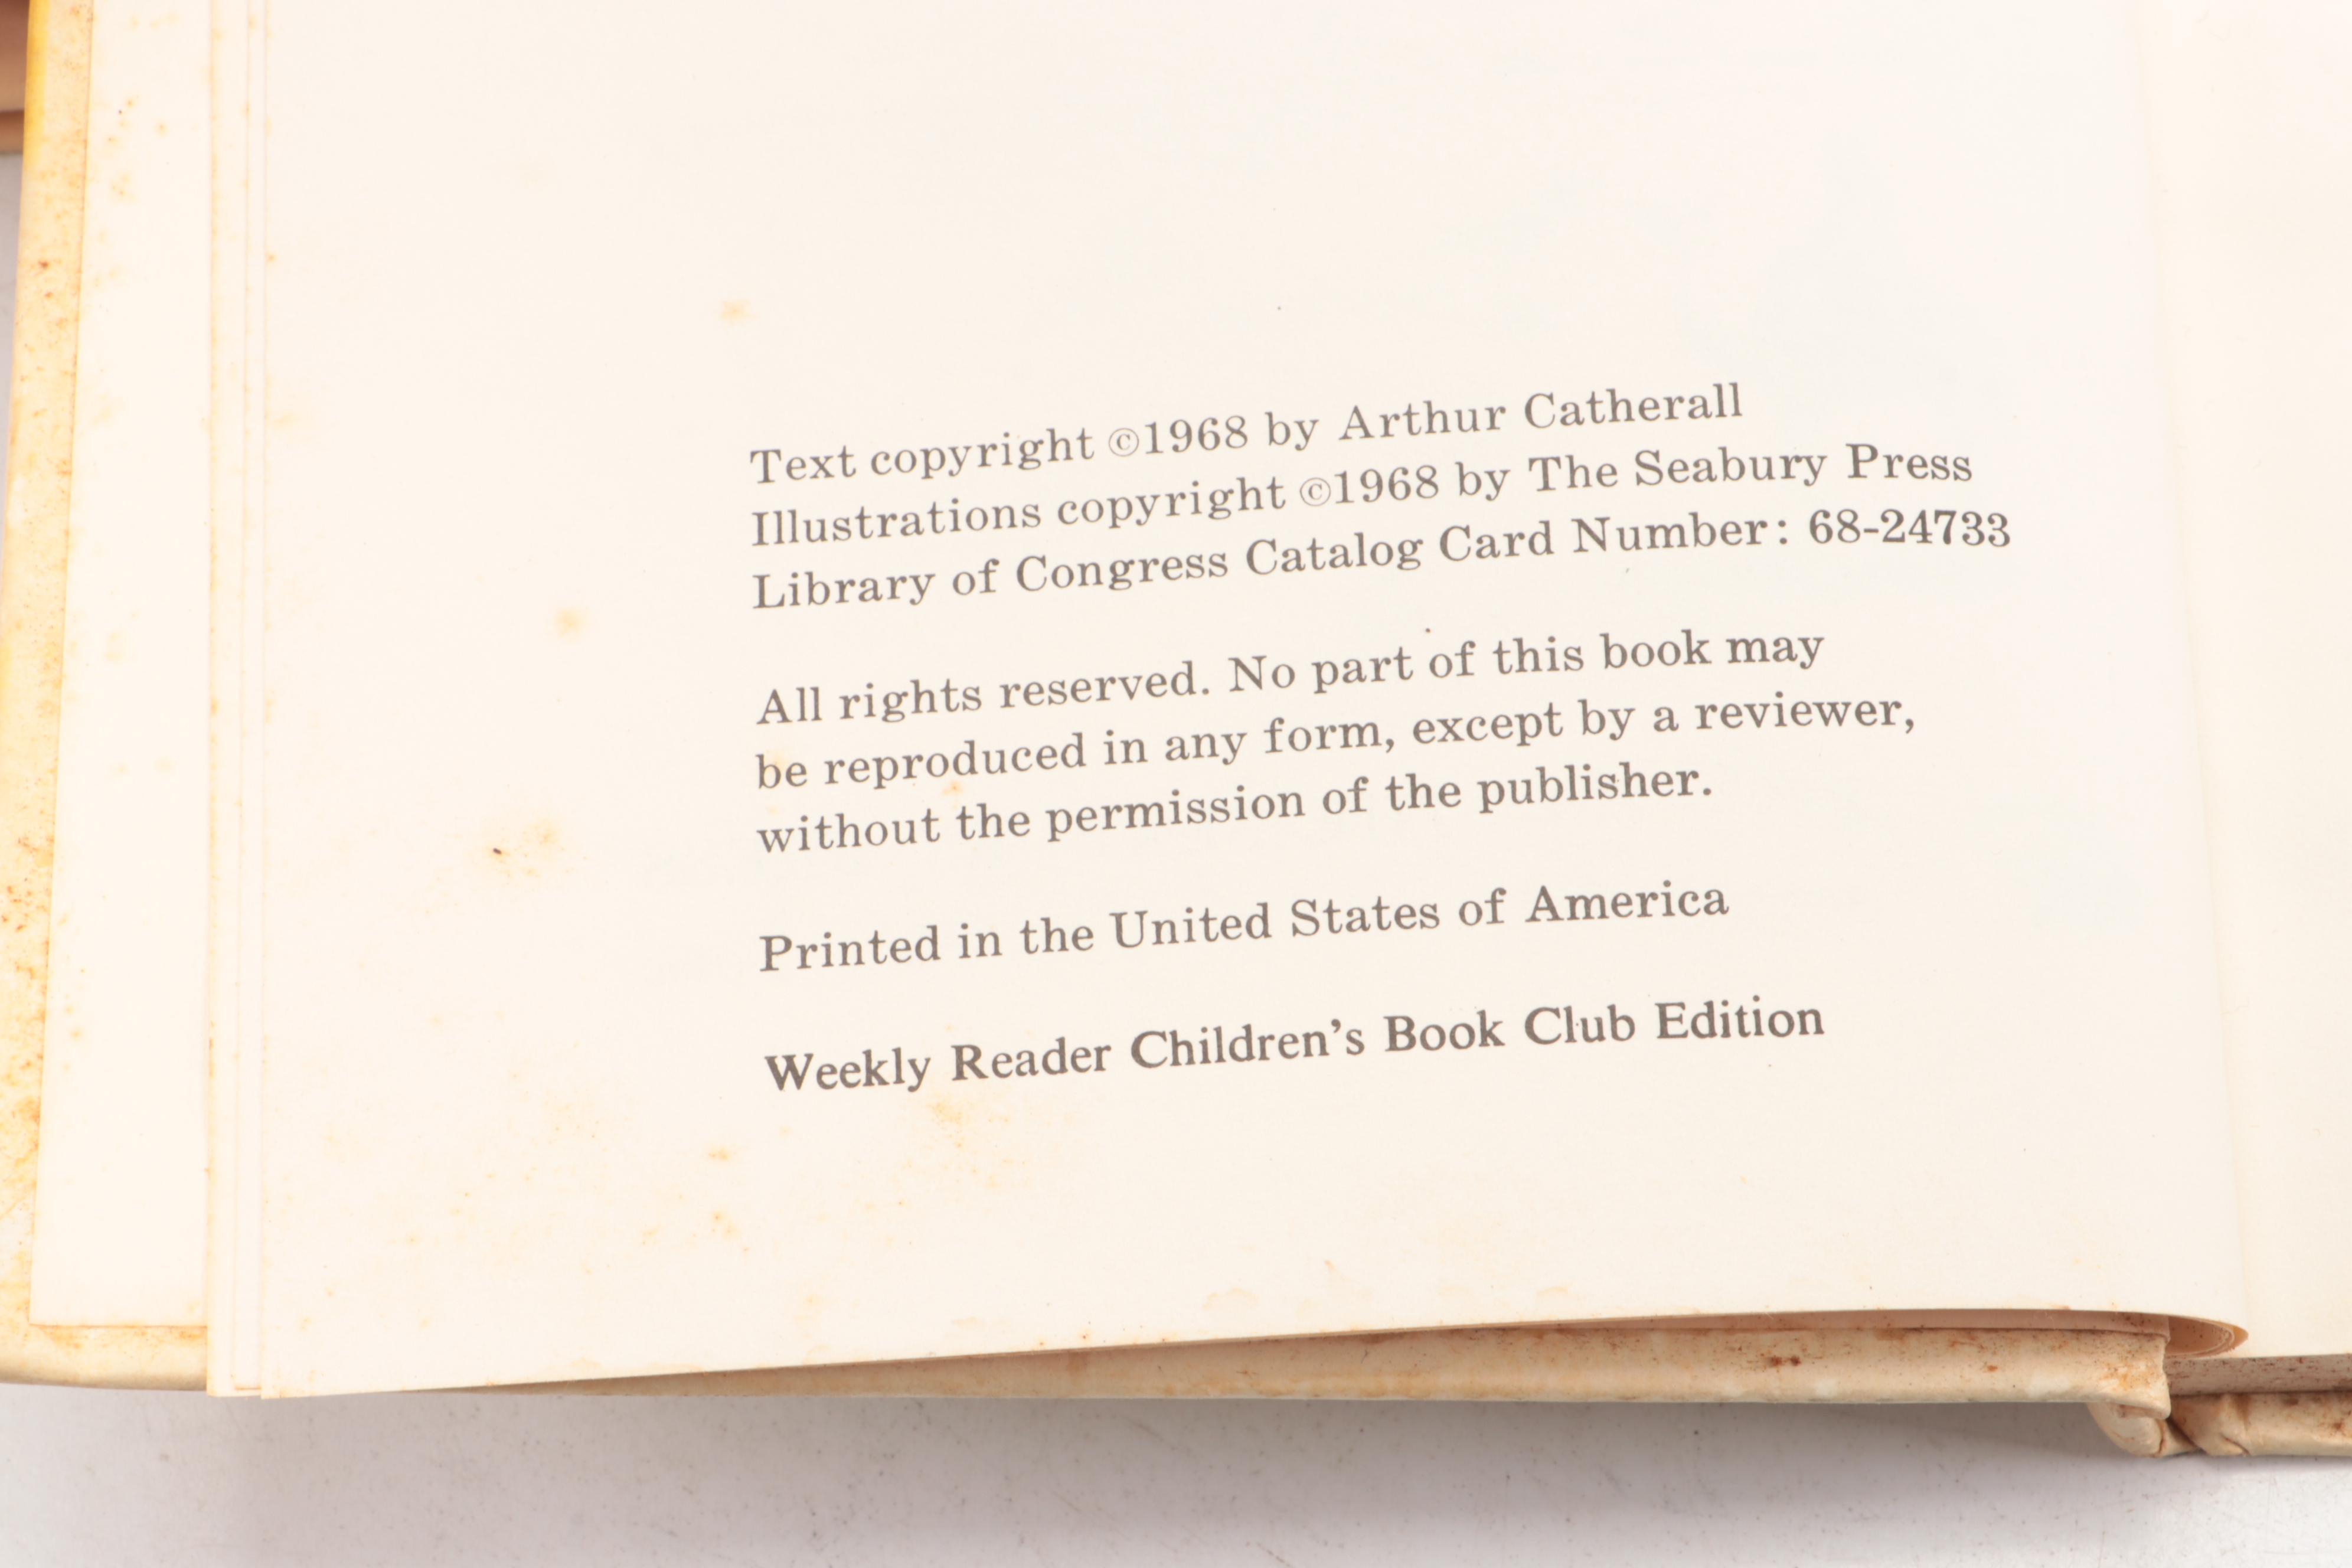 Text copyright ©1968 by Arthur Catherall
Illustrations copyright ©1968 by The Seabury Press
Library of Congress Catalog Card Number: 68-24733
All rights reserved. No part of this book may
be reproduced in any form, except by a reviewer,
without the permission of the publisher.
Printed in the United States of America
Weekly Reader Children's Book Club Edition